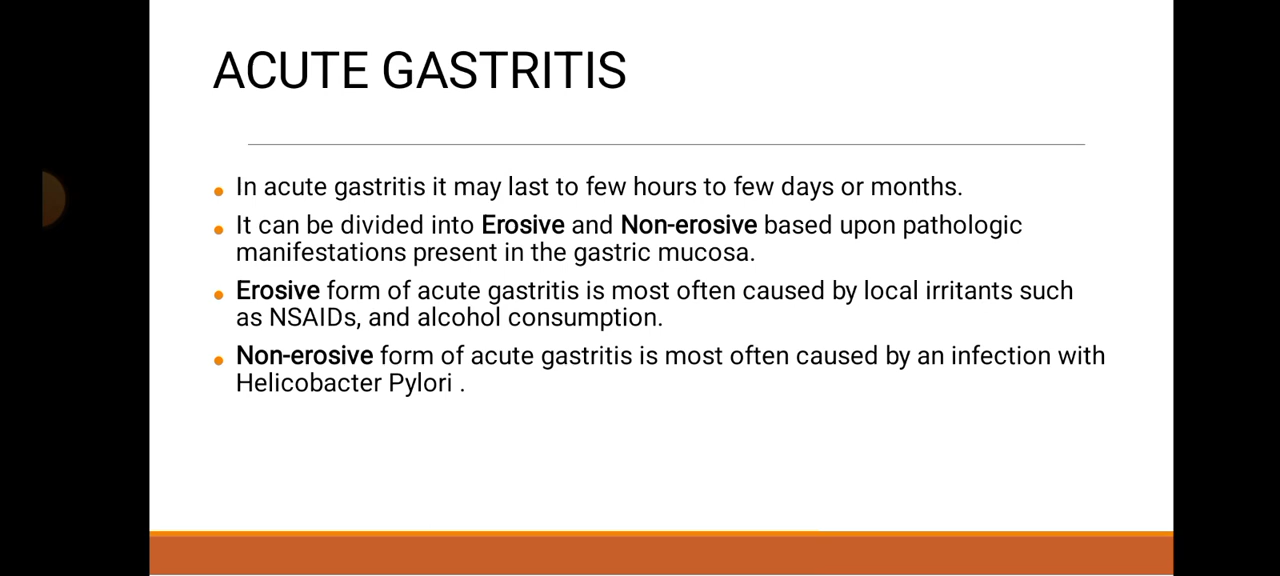 ACUTE GASTRITIS
In acute gastritis it may last to few hours to few days or months.
It can be divided into Erosive and Non-erosive based upon pathologic
manifestations present in the gastric mucosa.
Erosive form of acute gastritis is most often caused by local irritants such
as NSAIDs, and alcohol consumption.
Non-erosive form of acute gastritis is most often caused by an infection with
Helicobacter Pylori .